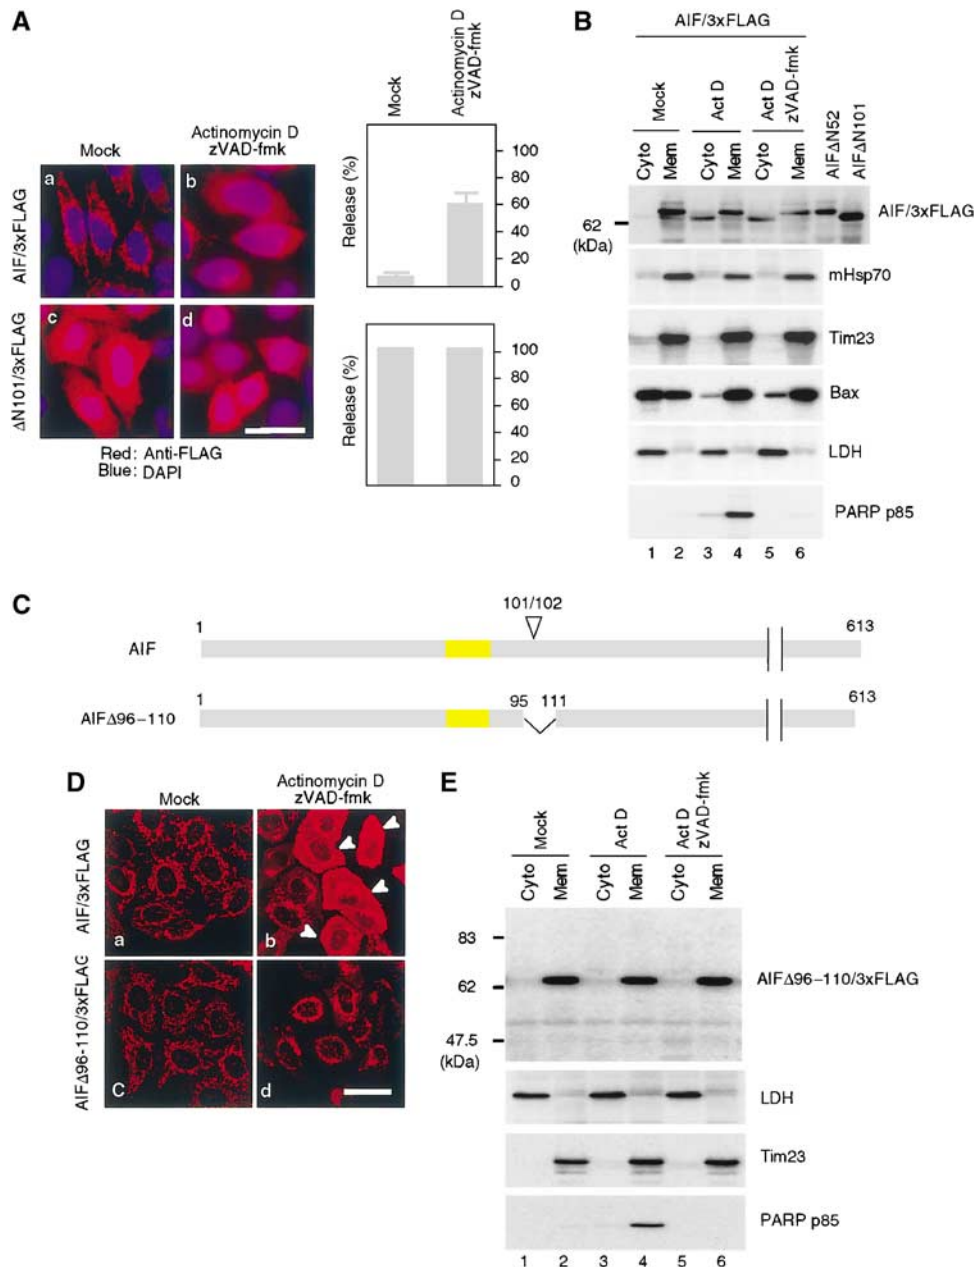 A
Mock
Actinomycin D
zVAD-fmk
a
b
c
d
AIF/3xFLAG
ΔN101/3xFLAG
Red: Anti-FLAG
Blue: DAPI
Mock
Actinomycin D
zVAD-fmk
Release (%)
100
80
60
40
20
0
Release (%)
100
80
60
40
20
0
B
AIF/3xFLAG
Mock
Act D
Act D
zVAD-fmk
Cyto
Mem
Cyto
Mem
Cyto
Mem
AIFΔN52
AIFΔN101
62
(kDa)
AIF/3xFLAG
mHsp70
Tim23
Bax
LDH
PARP p85
1 2 3 4 5 6
C
101/102
1
613
AIF
1
95 111
613
AIFΔ96–110
D
Mock
Actinomycin D
zVAD-fmk
AIF/3xFLAG
AIFΔ96-110/3xFLAG
a
b
C
d
E
Mock
Act D
Act D
zVAD-fmk
Cyto
Mem
Cyto
Mem
Cyto
Mem
83
62
47.5
(kDa)
AIFΔ96–110/3xFLAG
LDH
Tim23
PARP p85
1 2 3 4 5 6